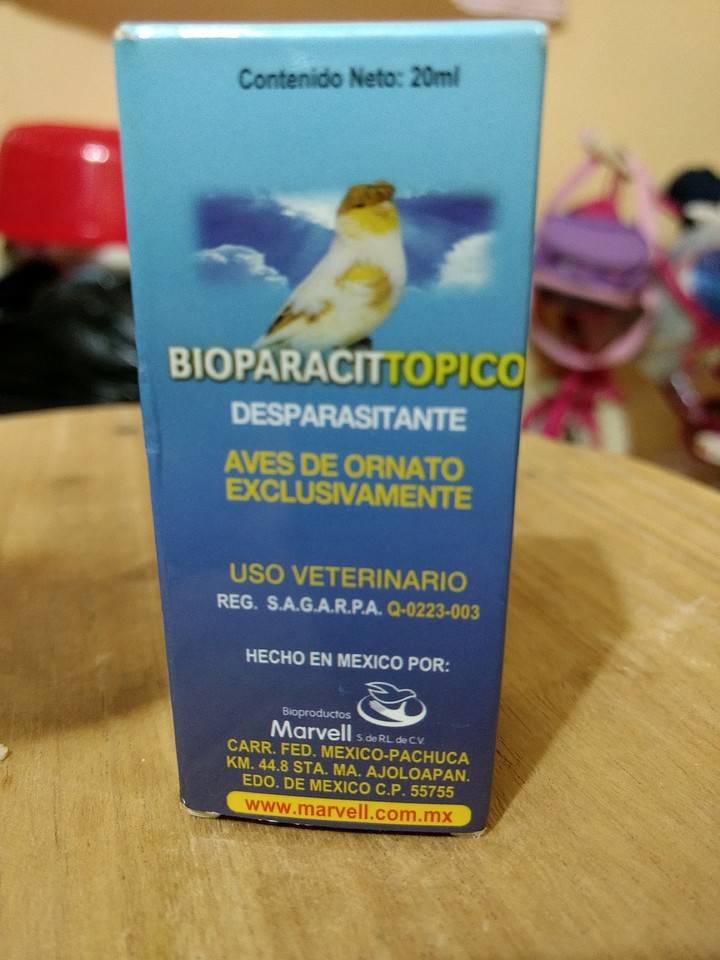 Contenido Neto: 20ml
BIOPARACITTOPICO
DESPARASITANTE
AVES DE ORNATO
EXCLUSIVAMENTE
USO VETERINARIO
REG. S.A.G.A.R.P.A. Q-0223-003
HECHO EN MEXICO POR:
Bioproductos
Marvell S. de R.L. de C.V.
CARR. FED. MEXICO-PACHUCA
KM. 44.8 STA. MA. AJOLOAPAN.
EDO. DE MEXICO C.P. 55755
www.marvell.com.mx